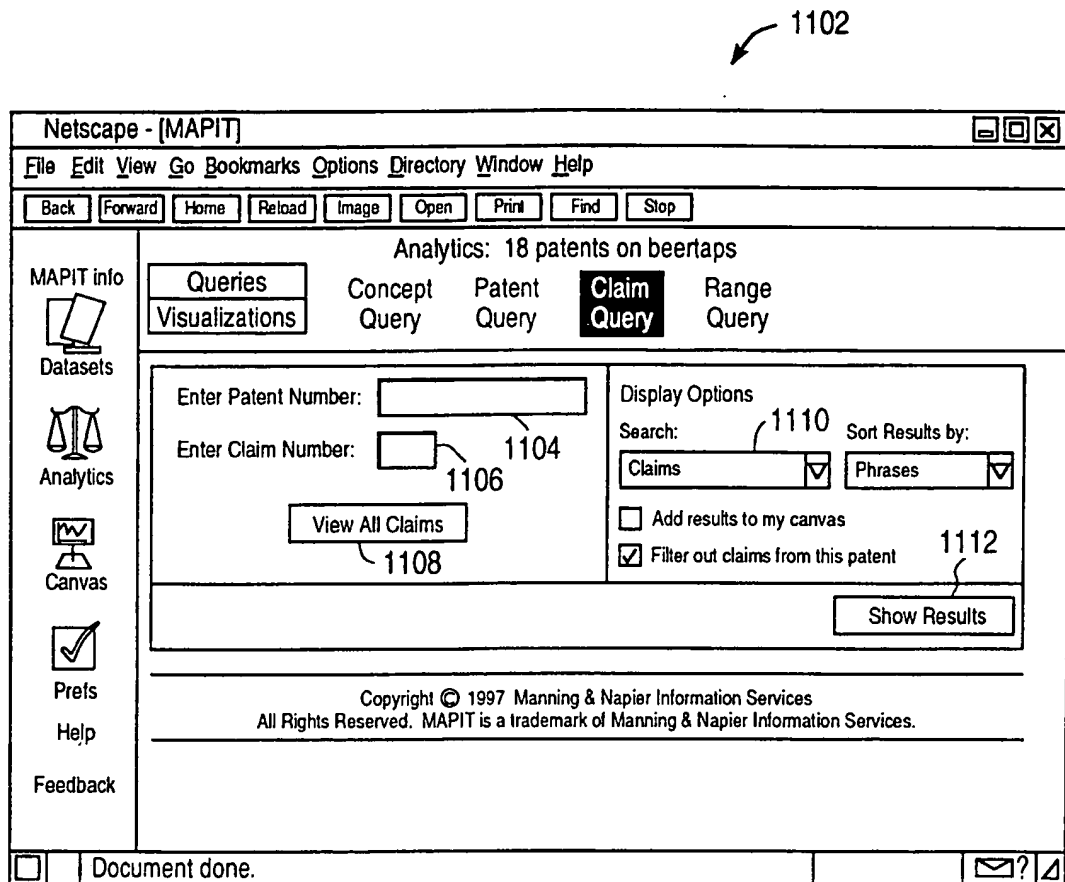 1102
Netscape - [MAPIT]
File Edit View Go Bookmarks Options Directory Window Help
Back Forward Home Reload Image Open Print Find Stop
Analytics: 18 patents on beertaps
MAPIT info
Datasets
Analytics
Canvas
Prefs
Help
Feedback
Queries
Visualizations
Concept Query
Patent Query
Claim Query
Range Query
Enter Patent Number:
1104
Enter Claim Number:
1106
View All Claims
1108
Display Options
Search:
1110
Sort Results by:
Claims
Phrases
Add results to my canvas
Filter out claims from this patent
1112
Show Results
Copyright © 1997 Manning & Napier Information Services
All Rights Reserved. MAPIT is a trademark of Manning & Napier Information Services.
Document done.
?